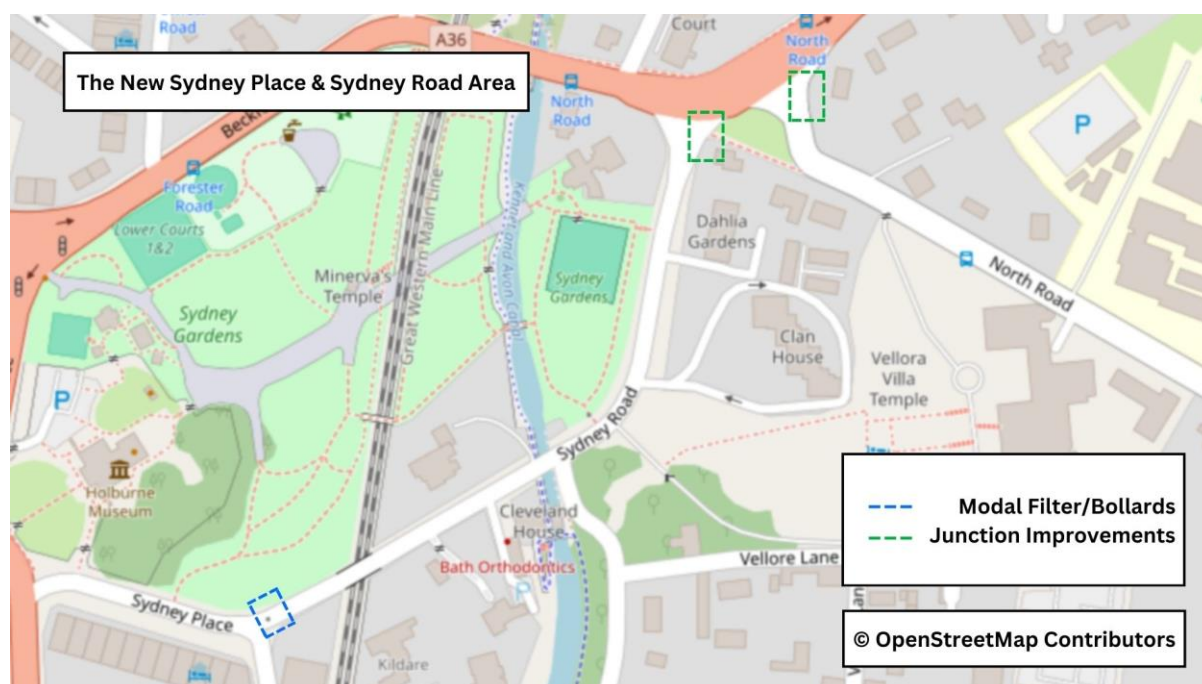 Road
Court
A36
North
Road
The New Sydney Place & Sydney Road Area
North
Road
P
Forester
Road
Lower Courts
1&2
Great Western Main Line
Kennet and Avon Canal
Dahlia
Gardens
Minerva's
Temple
Sydney
Gardens
Sydney
Gardens
North Road
Clan
House
Vellora
Villa
Temple
P
Sydney Road
Holburne
Museum
Cleveland
House
Bath Orthodontics
P
Vellore Lane
Sydney Place
Kildare
Modal Filter/Bollards
Junction Improvements
© OpenStreetMap Contributors